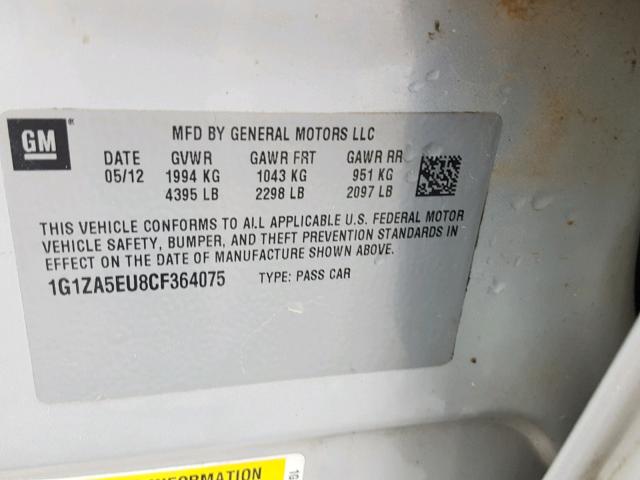 GM®
MFD BY GENERAL MOTORS LLC
DATE GVWR GAWR FRT GAWR RR
05/12 1994 KG 1043 KG 951 KG
4395 LB 2298 LB 2097 LB
THIS VEHICLE CONFORMS TO ALL APPLICABLE U.S. FEDERAL MOTOR
VEHICLE SAFETY, BUMPER, AND THEFT PREVENTION STANDARDS IN
EFFECT ON THE DATE OF MANUFACTURE SHOWN ABOVE.
1G1ZA5EU8CF364075 TYPE: PASS CAR
INFORMATION